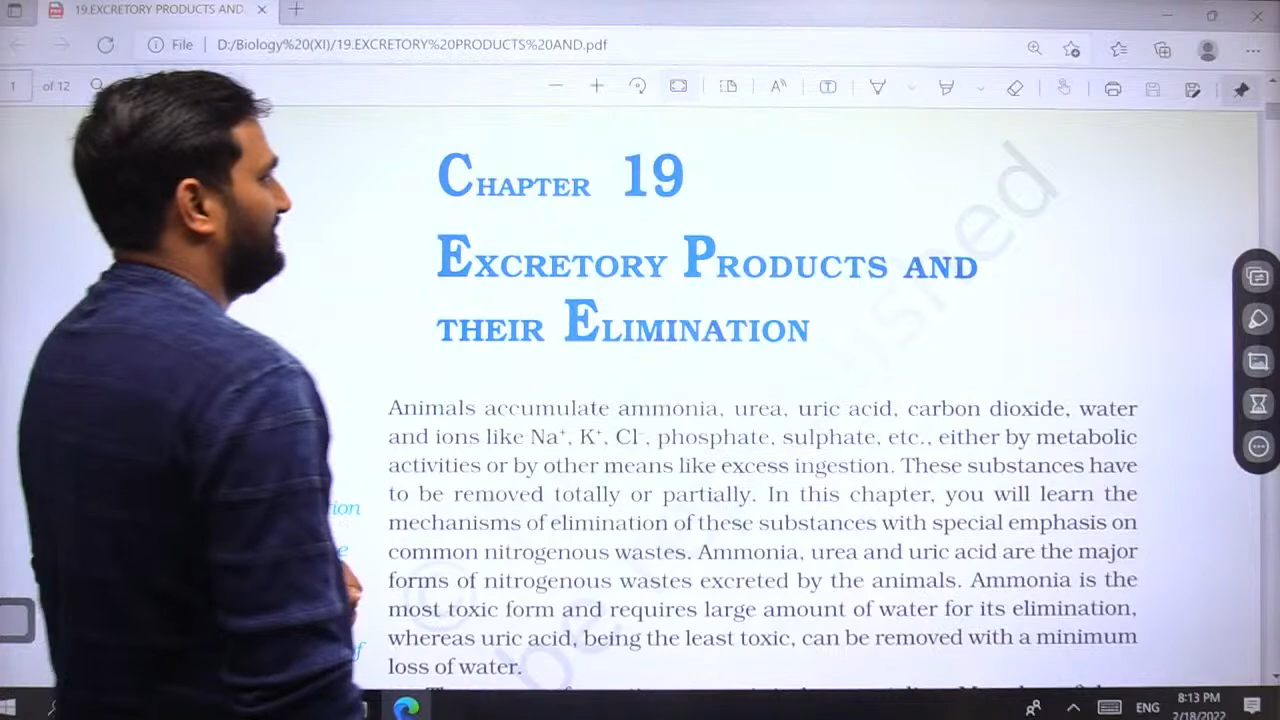 19.EXCRETORY PRODUCTS AND
File D:/Biology%20(XI)/19.EXCRETORY%20PRODUCTS%20AND.pdf
1 of 12
CHAPTER 19
EXCRETORY PRODUCTS AND
THEIR ELIMINATION
Animals accumulate ammonia, urea, uric acid, carbon dioxide, water
and ions like Na⁺, K⁺, Cl⁻, phosphate, sulphate, etc., either by metabolic
activities or by other means like excess ingestion. These substances have
to be removed totally or partially. In this chapter, you will learn the
mechanisms of elimination of these substances with special emphasis on
common nitrogenous wastes. Ammonia, urea and uric acid are the major
forms of nitrogenous wastes excreted by the animals. Ammonia is the
most toxic form and requires large amount of water for its elimination,
whereas uric acid, being the least toxic, can be removed with a minimum
loss of water.
© be
ENG
8:13 PM
2/18/2022